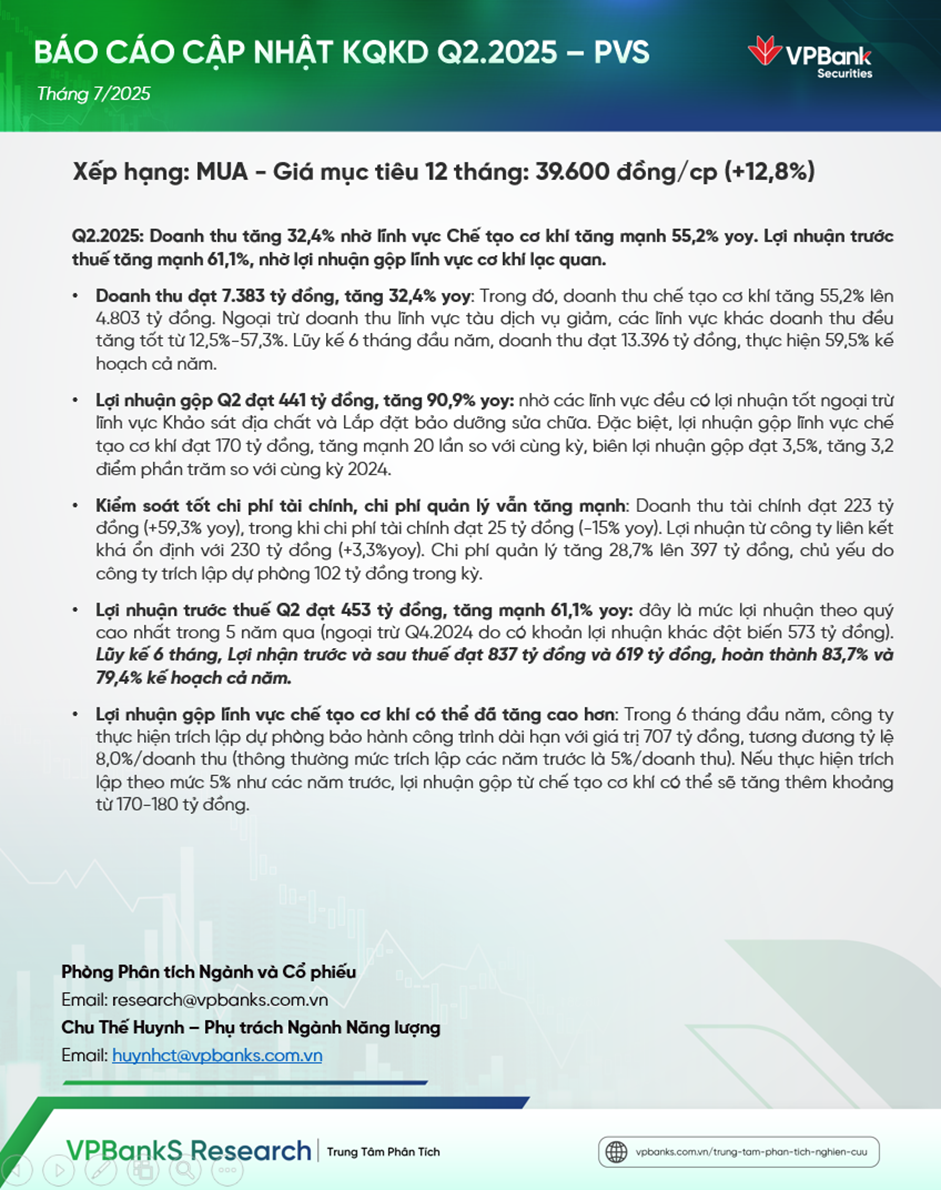 BÁO CÁO CẬP NHẬT KQKD Q2.2025 – PVS
VPBank
Securities
Tháng 7/2025
Xếp hạng: MUA - Giá mục tiêu 12 tháng: 39.600 đồng/cp (+12,8%)
Q2.2025: Doanh thu tăng 32,4% nhờ lĩnh vực Chế tạo cơ khí tăng mạnh 55,2% yoy. Lợi nhuận trước
thuế tăng mạnh 61,1%, nhờ lợi nhuận gộp lĩnh vực cơ khí lạc quan.
• Doanh thu đạt 7.383 tỷ đồng, tăng 32,4% yoy: Trong đó, doanh thu chế tạo cơ khí tăng 55,2% lên
4.803 tỷ đồng. Ngoại trừ doanh thu lĩnh vực tàu dịch vụ giảm, các lĩnh vực khác doanh thu đều
tăng tốt từ 12,5%-57,3%. Lũy kế 6 tháng đầu năm, doanh thu đạt 13.396 tỷ đồng, thực hiện 59,5% kế
hoạch cả năm.
• Lợi nhuận gộp Q2 đạt 441 tỷ đồng, tăng 90,9% yoy: nhờ các lĩnh vực đều có lợi nhuận tốt ngoại trừ
lĩnh vực Khảo sát địa chất và Lắp đặt bảo dưỡng sửa chữa. Đặc biệt, lợi nhuận gộp lĩnh vực chế
tạo cơ khí đạt 170 tỷ đồng, tăng mạnh 20 lần so với cùng kỳ, biên lợi nhuận gộp đạt 3,5%, tăng 3,2
điểm phần trăm so với cùng kỳ 2024.
• Kiểm soát tốt chi phí tài chính, chi phí quản lý vẫn tăng mạnh: Doanh thu tài chính đạt 223 tỷ
đồng (+59,3% yoy), trong khi chi phí tài chính đạt 25 tỷ đồng (-15% yoy). Lợi nhuận từ công ty liên kết
khá ổn định với 230 tỷ đồng (+3,3%yoy). Chi phí quản lý tăng 28,7% lên 397 tỷ đồng, chủ yếu do
công ty trích lập dự phòng 102 tỷ đồng trong kỳ.
• Lợi nhuận trước thuế Q2 đạt 453 tỷ đồng, tăng mạnh 61,1% yoy: đây là mức lợi nhuận theo quý
cao nhất trong 5 năm qua (ngoại trừ Q4.2024 do có khoản lợi nhuận khác đột biến 573 tỷ đồng).
Lũy kế 6 tháng, Lợi nhận trước và sau thuế đạt 837 tỷ đồng và 619 tỷ đồng, hoàn thành 83,7% và
79,4% kế hoạch cả năm.
• Lợi nhuận gộp lĩnh vực chế tạo cơ khí có thể đã tăng cao hơn: Trong 6 tháng đầu năm, công ty
thực hiện trích lập dự phòng bảo hành công trình dài hạn với giá trị 707 tỷ đồng, tương đương tỷ lệ
8,0%/doanh thu (thông thường mức trích lập các năm trước là 5%/doanh thu). Nếu thực hiện trích
lập theo mức 5% như các năm trước, lợi nhuận gộp từ chế tạo cơ khí có thể sẽ tăng thêm khoảng
từ 170-180 tỷ đồng.
Phòng Phân tích Ngành và Cổ phiếu
Email: research@vpbanks.com.vn
Chu Thế Huynh – Phụ trách Ngành Năng lượng
Email: huynhct@vpbanks.com.vn
VPBankS Research | Trung Tâm Phân Tích
vpbanks.com.vn/trung-tam-phan-tich-nghien-cuu